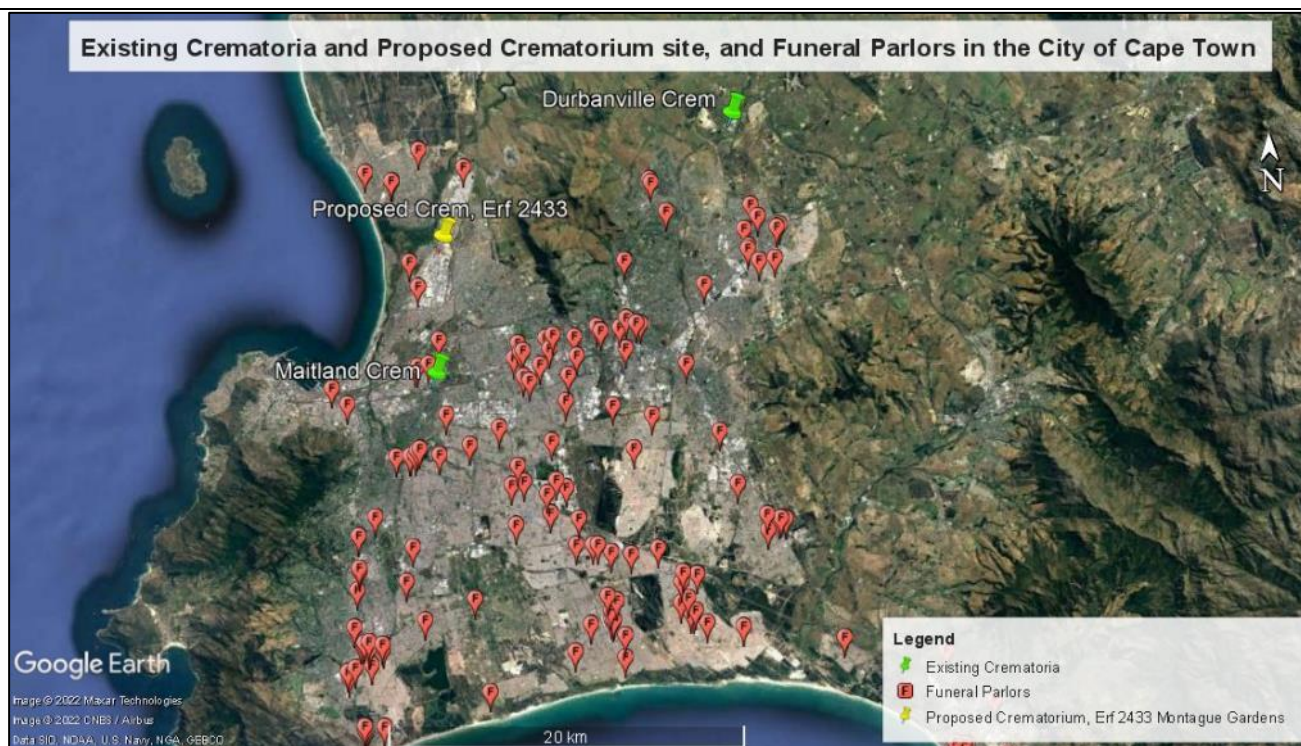 Existing Crematoria and Proposed Crematorium site, and Funeral Parlors in the City of Cape Town
Durbanville Crem
N
Proposed Crem, Erf 2433
Maitland Crem
Legend
Existing Crematoria
F Funeral Parlors
Proposed Crematorium, Erf 2433 Montague Gardens
Google Earth
Image © 2022 Maxar Technologies
Image © 2022 CNES / Airbus
Data SIO, NOAA, U.S. Navy, NGA, GEBCO
20 km